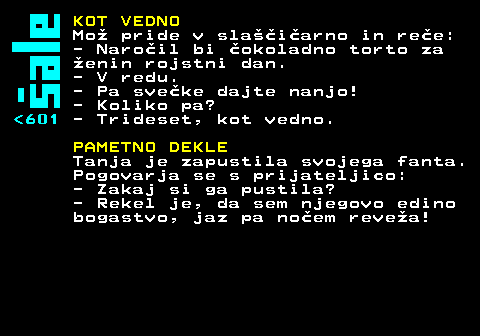 šale
KOT VEDNO
Mož pride v slaščičarno in reče:
- Naročil bi čokoladno torto za
ženin rojstni dan.
- V redu.
- Pa svečke dajte nanjo!
- Koliko pa?
<601 - Trideset, kot vedno.
PAMETNO DEKLE
Tanja je zapustila svojega fanta.
Pogovarja se s prijateljico:
- Zakaj si ga pustila?
- Rekel je, da sem njegovo edino
bogastvo, jaz pa nočem reveža!